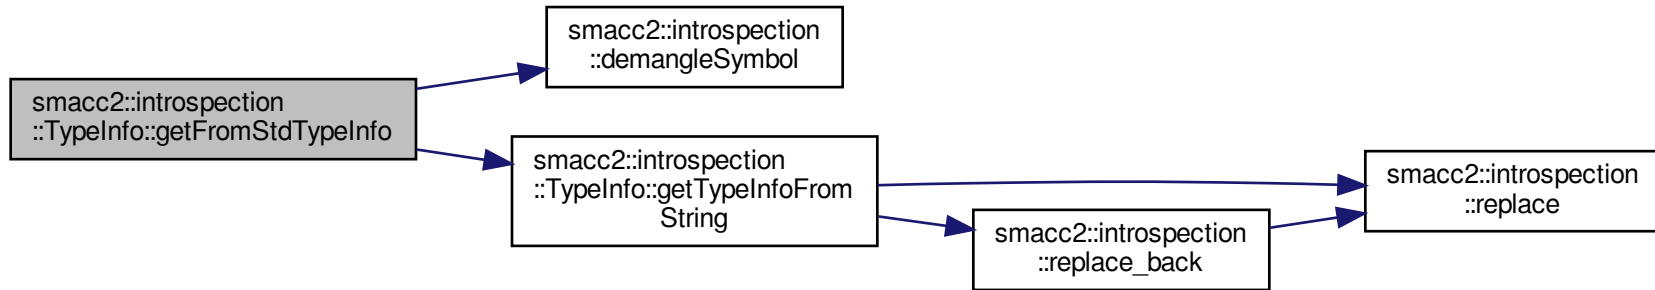 smacc2::introspection
::demangleSymbol
smacc2::introspection
::TypeInfo::getFromStdTypeInfo
smacc2::introspection
::TypeInfo::getTypeInfoFrom
String
smacc2::introspection
::replace
smacc2::introspection
::replace_back